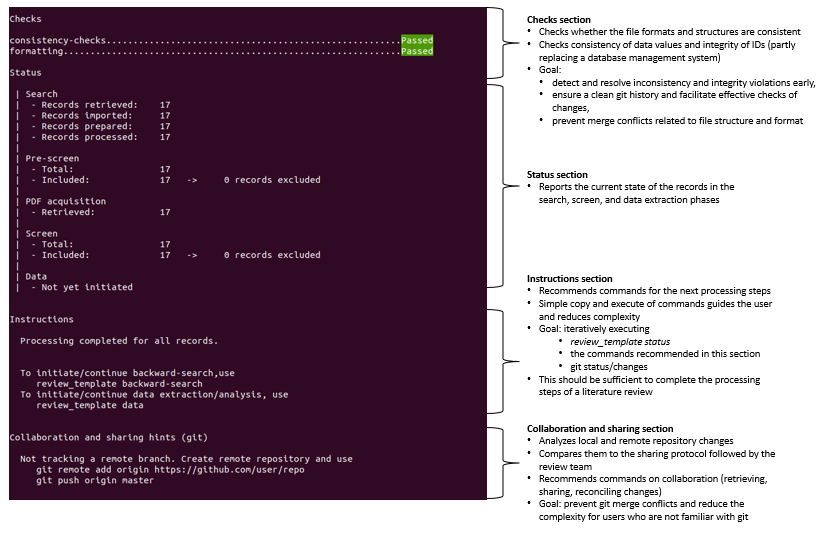 Checks
consistency-checks........................................................Passed
formatting................................................................Passed
Status
| Search
| - Records retrieved: 17
| - Records imported: 17
| - Records prepared: 17
| - Records processed: 17
|
| Pre-screen
| - Total: 17
| - Included: 17 -> 0 records excluded
|
| PDF acquisition
| - Retrieved: 17
|
| Screen
| - Total: 17
| - Included: 17 -> 0 records excluded
|
| Data
| - Not yet initiated
Instructions
Processing completed for all records.
To initiate/continue backward-search,use
review_template backward-search
To initiate/continue data extraction/analysis, use
review_template data
Collaboration and sharing hints (git)
Not tracking a remote branch. Create remote repository and use
git remote add origin https://github.com/user/repo
git push origin master
Checks section
• Checks whether the file formats and structures are consistent
• Checks consistency of data values and integrity of IDs (partly
replacing a database management system)
• Goal:
• detect and resolve inconsistency and integrity violations early,
• ensure a clean git history and facilitate effective checks of
changes,
• prevent merge conflicts related to file structure and format
Status section
• Reports the current state of the records in the
search, screen, and data extraction phases
Instructions section
• Recommends commands for the next processing steps
• Simple copy and execute of commands guides the user
and reduces complexity
• Goal: iteratively executing
• review_template status
• the commands recommended in this section
• git status/changes
• This should be sufficient to complete the processing
steps of a literature review
Collaboration and sharing section
• Analyzes local and remote repository changes
• Compares them to the sharing protocol followed by the
review team
• Recommends commands on collaboration (retrieving,
sharing, reconciling changes)
• Goal: prevent git merge conflicts and reduce the
complexity for users who are not familiar with git